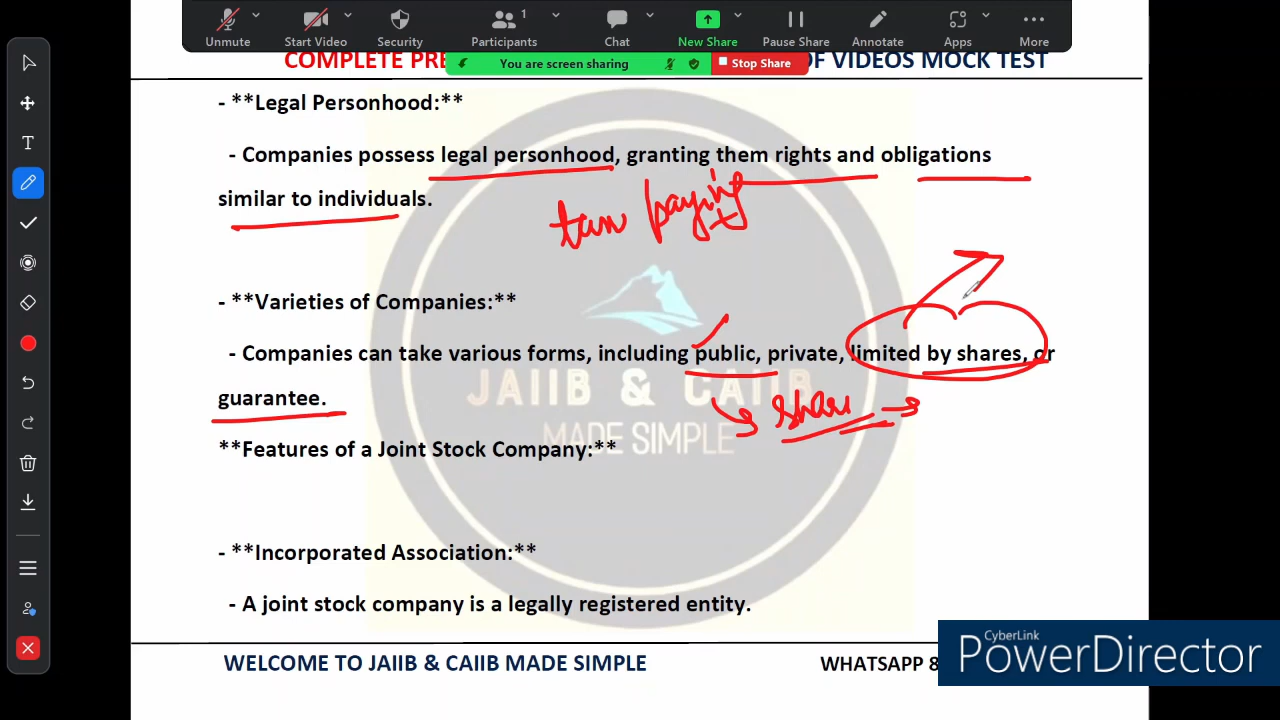 1
Unmute Start Video Security Participants Chat New Share Pause Share Annotate Apps More
COMPLETE PRE OF VIDEOS MOCK TEST
You are screen sharing Stop Share
- **Legal Personhood:**
- Companies possess legal personhood, granting them rights and obligations
similar to individuals.
tax paying
- **Varieties of Companies:**
- Companies can take various forms, including public, private, limited by shares, or
guarantee.
share
JAIIB & CAIIB
MADE SIMPLE
**Features of a Joint Stock Company:**
- **Incorporated Association:**
- A joint stock company is a legally registered entity.
WELCOME TO JAIIB & CAIIB MADE SIMPLE WHATSAPP 8
CyberLink
PowerDirector